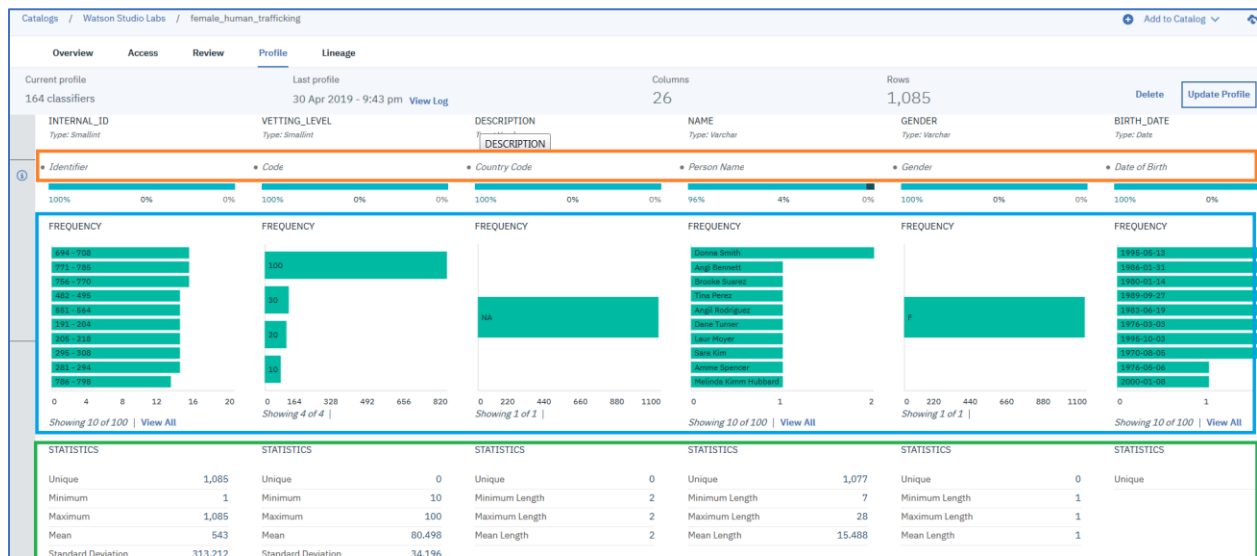 Catalogs / Watson Studio Labs / female_human_trafficking Add to Catalog
Overview Access Review Profile Lineage
Current profile Last profile Columns Rows
164 classifiers 30 Apr 2019 - 9:43 pm View Log 26 1,085 Delete Update Profile
INTERNAL_ID VETTING_LEVEL DESCRIPTION NAME GENDER BIRTH_DATE
Type: Smallint Type: Smallint Type: Varchar Type: Varchar Type: Date
DESCRIPTION
Identifier Code Country Code Person Name Gender Date of Birth
100% 0% 0% 100% 0% 0% 100% 0% 0% 96% 4% 0% 100% 0% 0% 100% 0%
FREQUENCY FREQUENCY FREQUENCY FREQUENCY FREQUENCY FREQUENCY
694 - 708
771 - 785
756 - 770
482 - 495
551 - 564
191 - 204
205 - 218
295 - 308
281 - 294
786 - 798
0 4 8 12 16 20
Showing 10 of 100 | View All
100
30
20
10
0 164 328 492 656 820
Showing 4 of 4 |
NA
0 220 440 660 880 1100
Showing 1 of 1 |
Donna Smith
Angi Bennett
Brooke Suarez
Tina Perez
Angil Rodriguez
Dane Turner
Laur Moyer
Sara Kim
Amme Spencer
Melinda Kimm Hubbard
0 1 2
Showing 10 of 100 | View All
F
0 220 440 660 880 1100
Showing 1 of 1 |
1995-05-13
1986-01-31
1980-01-14
1989-09-27
1983-06-19
1976-03-03
1995-10-03
1970-08-05
1976-05-06
2000-01-08
0 1
Showing 10 of 100 | View All
STATISTICS STATISTICS STATISTICS STATISTICS STATISTICS STATISTICS
Unique 1,085 Unique 0 Unique 0 Unique 1,077 Unique 0 Unique
Minimum 1 Minimum 10 Minimum Length 2 Minimum Length 7 Minimum Length 1
Maximum 1,085 Maximum 100 Maximum Length 2 Maximum Length 28 Maximum Length 1
Mean 543 Mean 80.498 Mean Length 2 Mean Length 15.488 Mean Length 1
Standard Deviation 313.212 Standard Deviation 34.196